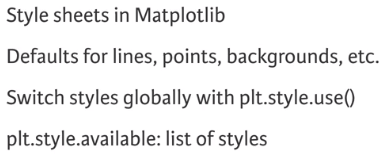 Style sheets in Matplotlib
Defaults for lines, points, backgrounds, etc.
Switch styles globally with plt.style.use()
plt.style.available: list of styles